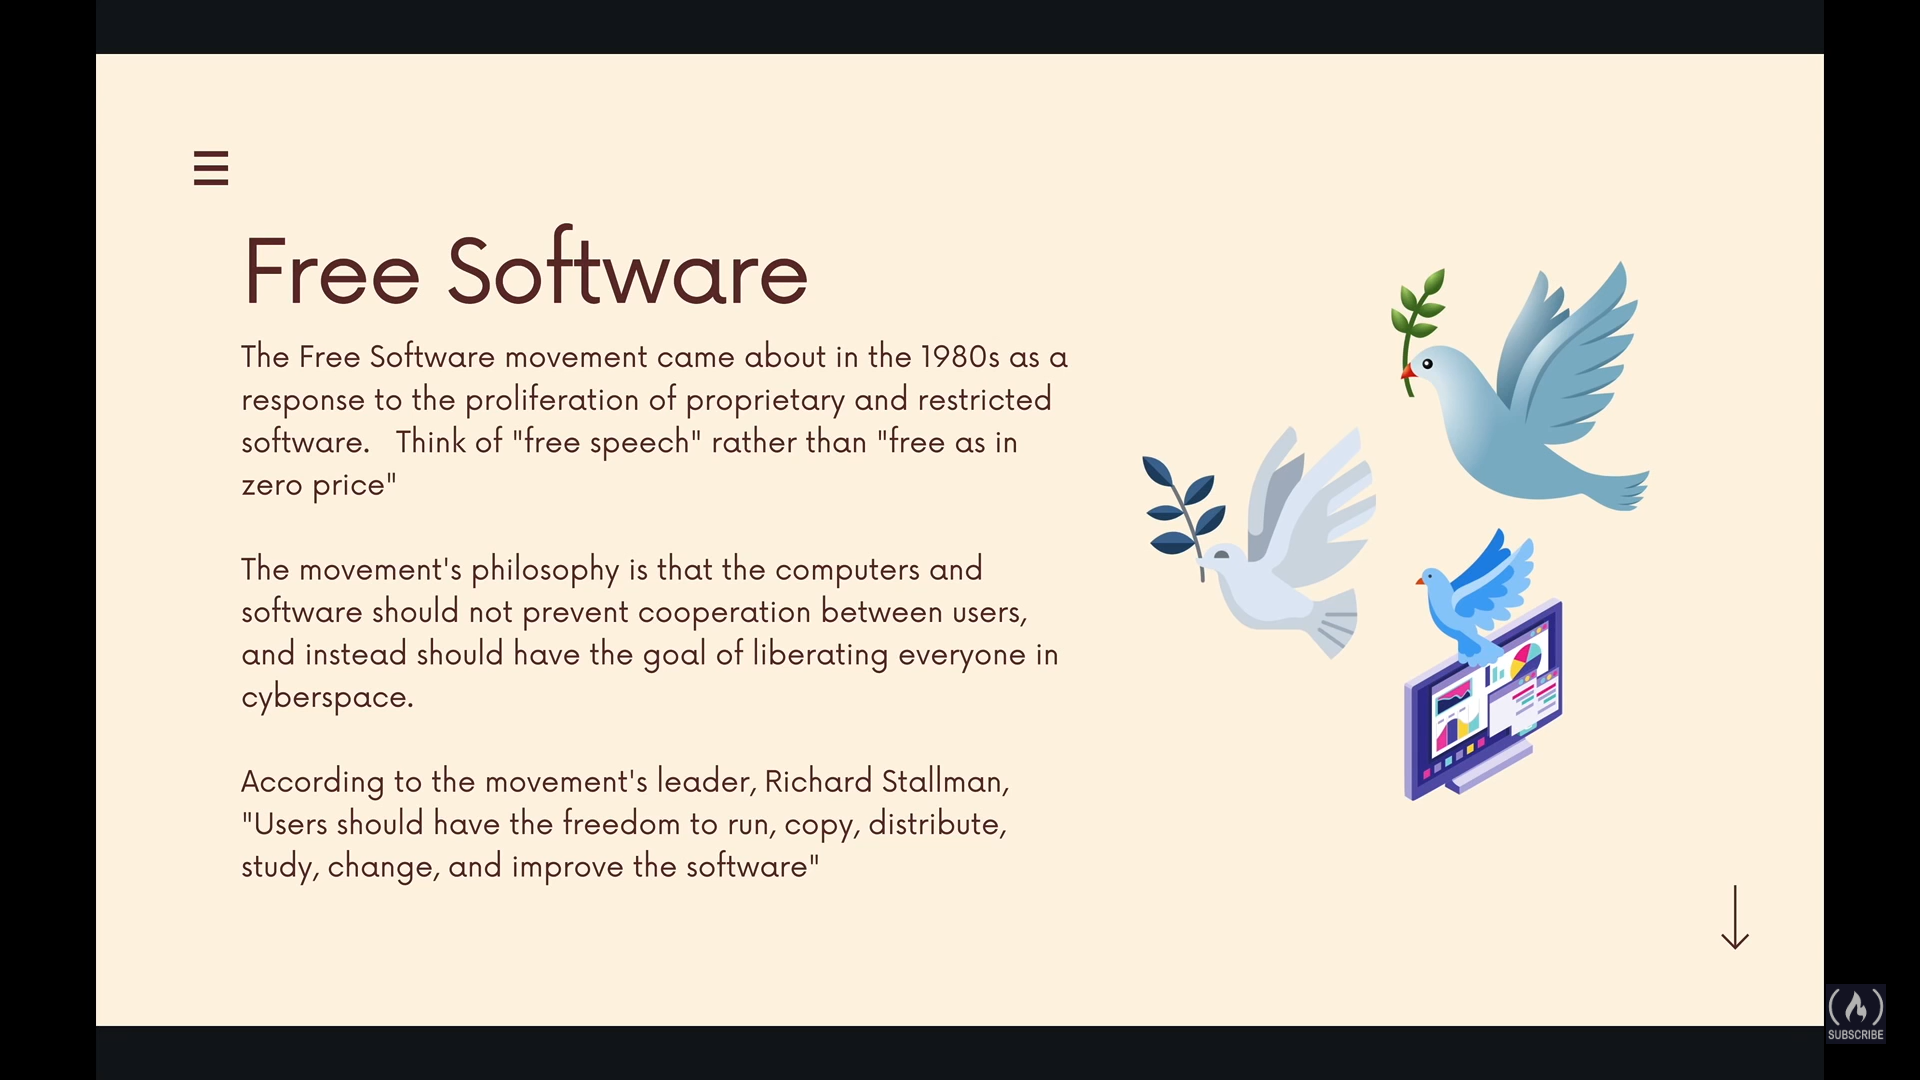 Free Software
The Free Software movement came about in the 1980s as a
response to the proliferation of proprietary and restricted
software.   Think of "free speech" rather than "free as in
zero price"
The movement's philosophy is that the computers and
software should not prevent cooperation between users,
and instead should have the goal of liberating everyone in
cyberspace.
According to the movement's leader, Richard Stallman,
"Users should have the freedom to run, copy, distribute,
study, change, and improve the software"
SUBSCRIBE